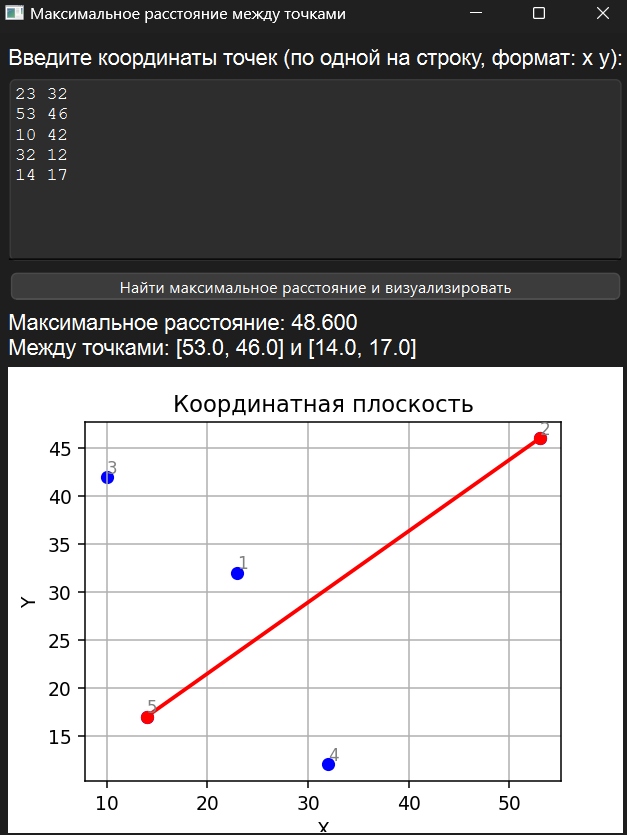 Максимальное расстояние между точками
Введите координаты точек (по одной на строку, формат: x y):
23 32
53 46
10 42
32 12
14 17
Найти максимальное расстояние и визуализировать
Максимальное расстояние: 48.600
Между точками: [53.0, 46.0] и [14.0, 17.0]
Координатная плоскость
2
45
3
40
35
1
30
Y
25
20
5
15
4
10 20 30 40 50
X